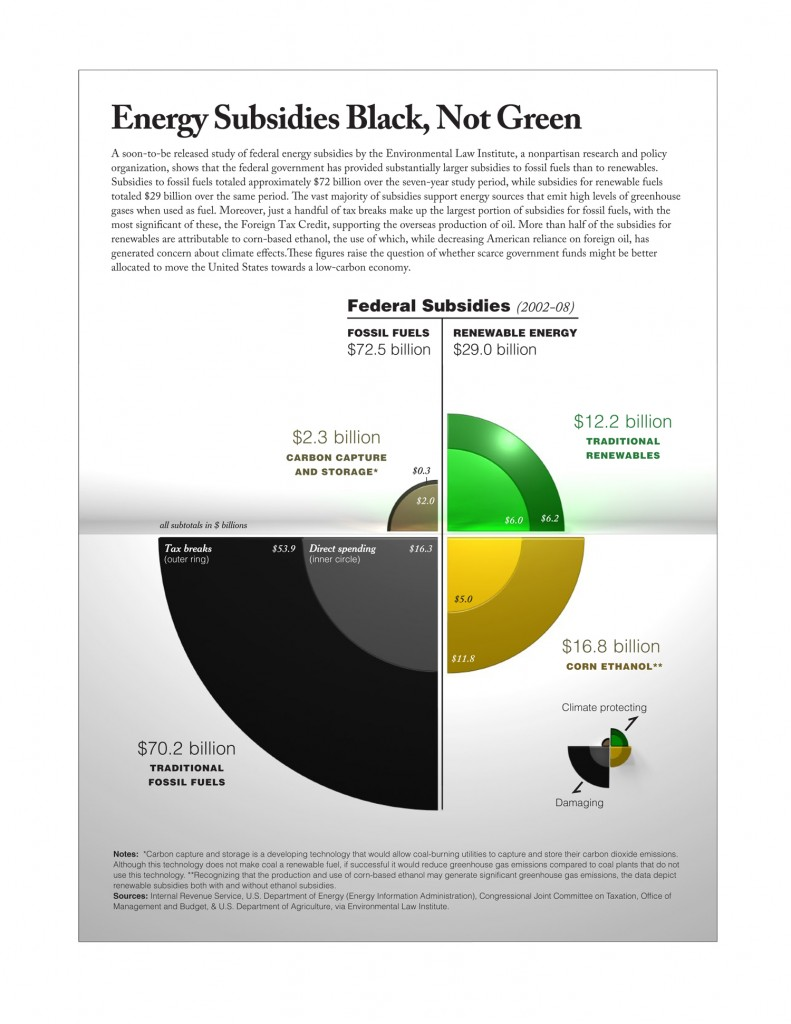 Energy Subsidies Black, Not Green
A soon-to-be released study of federal energy subsidies by the Environmental Law Institute, a nonpartisan research and policy
organization, shows that the federal government has provided substantially larger subsidies to fossil fuels than to renewables.
Subsidies to fossil fuels totaled approximately $72 billion over the seven-year study period, while subsidies for renewable fuels
totaled $29 billion over the same period. The vast majority of subsidies support energy sources that emit high levels of greenhouse
gases when used as fuel. Moreover, just a handful of tax breaks make up the largest portion of subsidies for fossil fuels, with the
most significant of these, the Foreign Tax Credit, supporting the overseas production of oil. More than half of the subsidies for
renewables are attributable to corn-based ethanol, the use of which, while decreasing American reliance on foreign oil, has
generated concern about climate effects.These figures raise the question of whether scarce government funds might be better
allocated to move the United States towards a low-carbon economy.
Federal Subsidies (2002-08)
FOSSIL FUELS
$72.5 billion
RENEWABLE ENERGY
$29.0 billion
$12.2 billion
TRADITIONAL
RENEWABLES
$2.3 billion
CARBON CAPTURE
AND STORAGE*
$0.3
$2.0
$6.0
$6.2
all subtotals in $ billions
Tax breaks
(outer ring)
$53.9
Direct spending
(inner circle)
$16.3
$5.0
$11.8
$16.8 billion
CORN ETHANOL**
$70.2 billion
TRADITIONAL
FOSSIL FUELS
Climate protecting
Damaging
Notes: *Carbon capture and storage is a developing technology that would allow coal-burning utilities to capture and store their carbon dioxide emissions.
Although this technology does not make coal a renewable fuel, if successful it would reduce greenhouse gas emissions compared to coal plants that do not
use this technology. **Recognizing that the production and use of corn-based ethanol may generate significant greenhouse gas emissions, the data depict
renewable subsidies both with and without ethanol subsidies.
Sources: Internal Revenue Service, U.S. Department of Energy (Energy Information Administration), Congressional Joint Committee on Taxation, Office of
Management and Budget, & U.S. Department of Agriculture, via Environmental Law Institute.